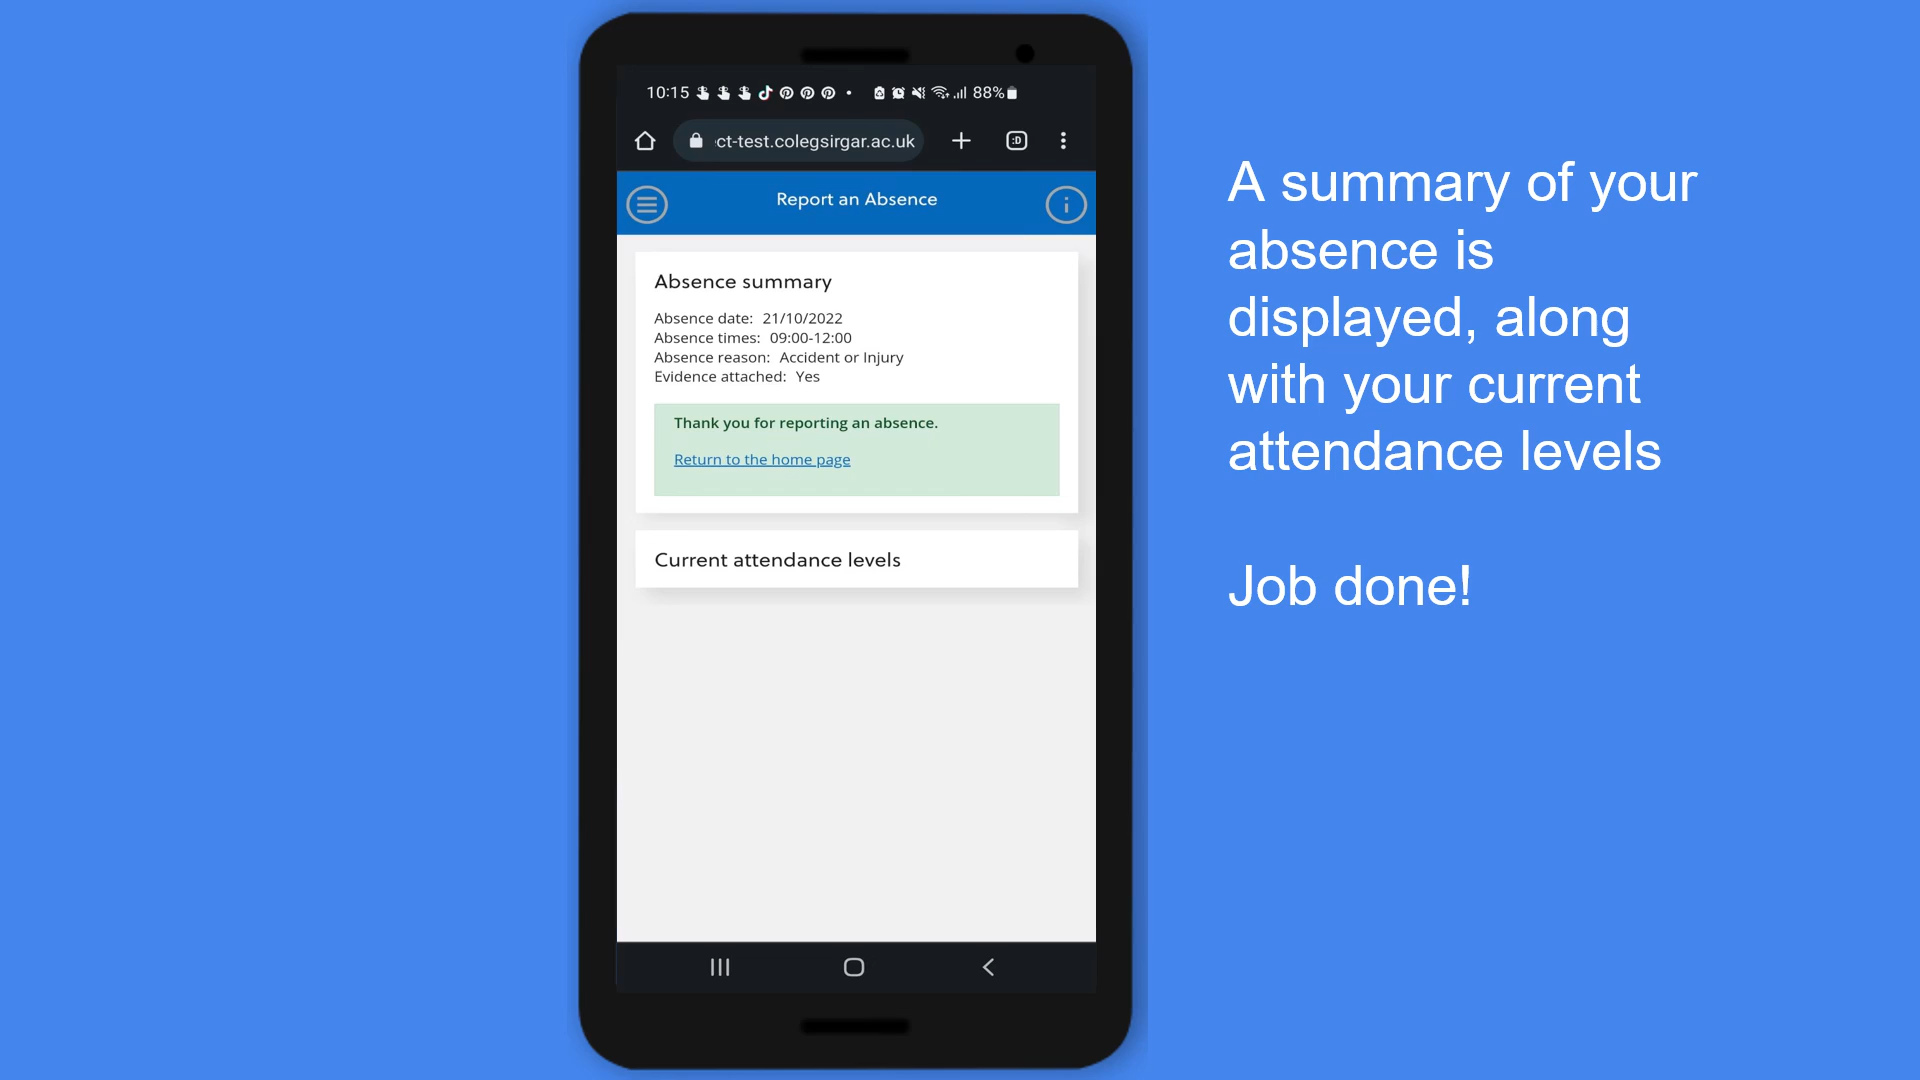 10:15 88%
ct-test.colegsirgar.ac.uk
:D
Report an Absence
Absence summary
Absence date: 21/10/2022
Absence times: 09:00-12:00
Absence reason: Accident or Injury
Evidence attached: Yes
Thank you for reporting an absence.
Return to the home page
Current attendance levels
A summary of your
absence is
displayed, along
with your current
attendance levels
Job done!